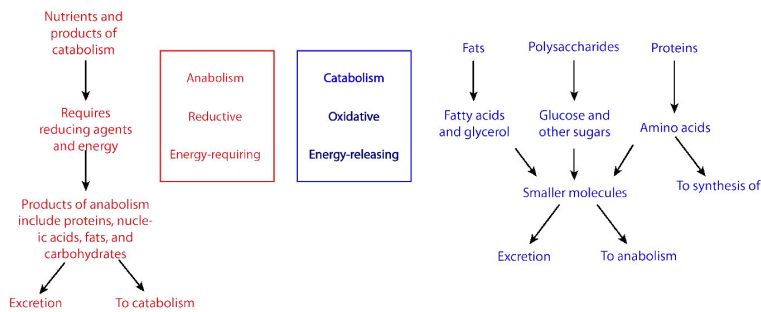 Nutrients and
products of
catabolism
Requires
reducing agents
and energy
Products of anabolism
include proteins, nucle-
ic acids, fats, and
carbohydrates
Excretion
To catabolism
Anabolism
Reductive
Energy-requiring
Catabolism
Oxidative
Energy-releasing
Fats
Polysaccharides
Proteins
Fatty acids
and glycerol
Glucose and
other sugars
Amino acids
Smaller molecules
To synthesis of
Excretion
To anabolism